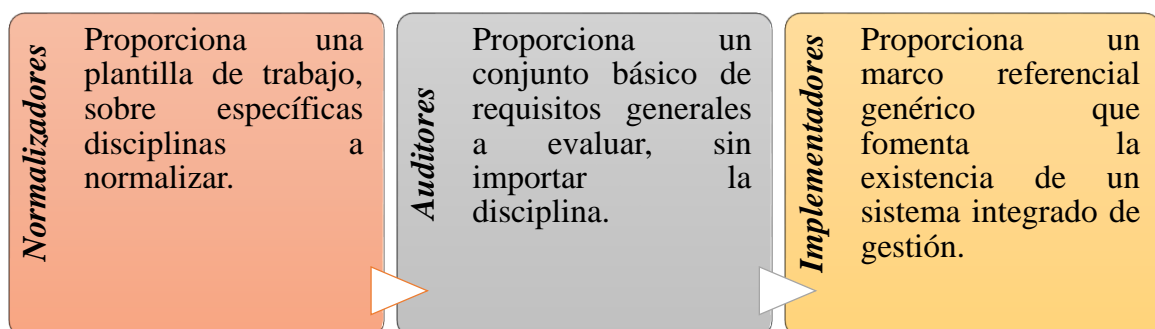 Normalizadores
Proporciona una
plantilla de trabajo,
sobre específicas
disciplinas a
normalizar.
Auditores
Proporciona un
conjunto básico de
requisitos generales
a evaluar, sin
importar la
disciplina.
Implementadores
Proporciona un
marco referencial
genérico que
fomenta la
existencia de un
sistema integrado de
gestión.